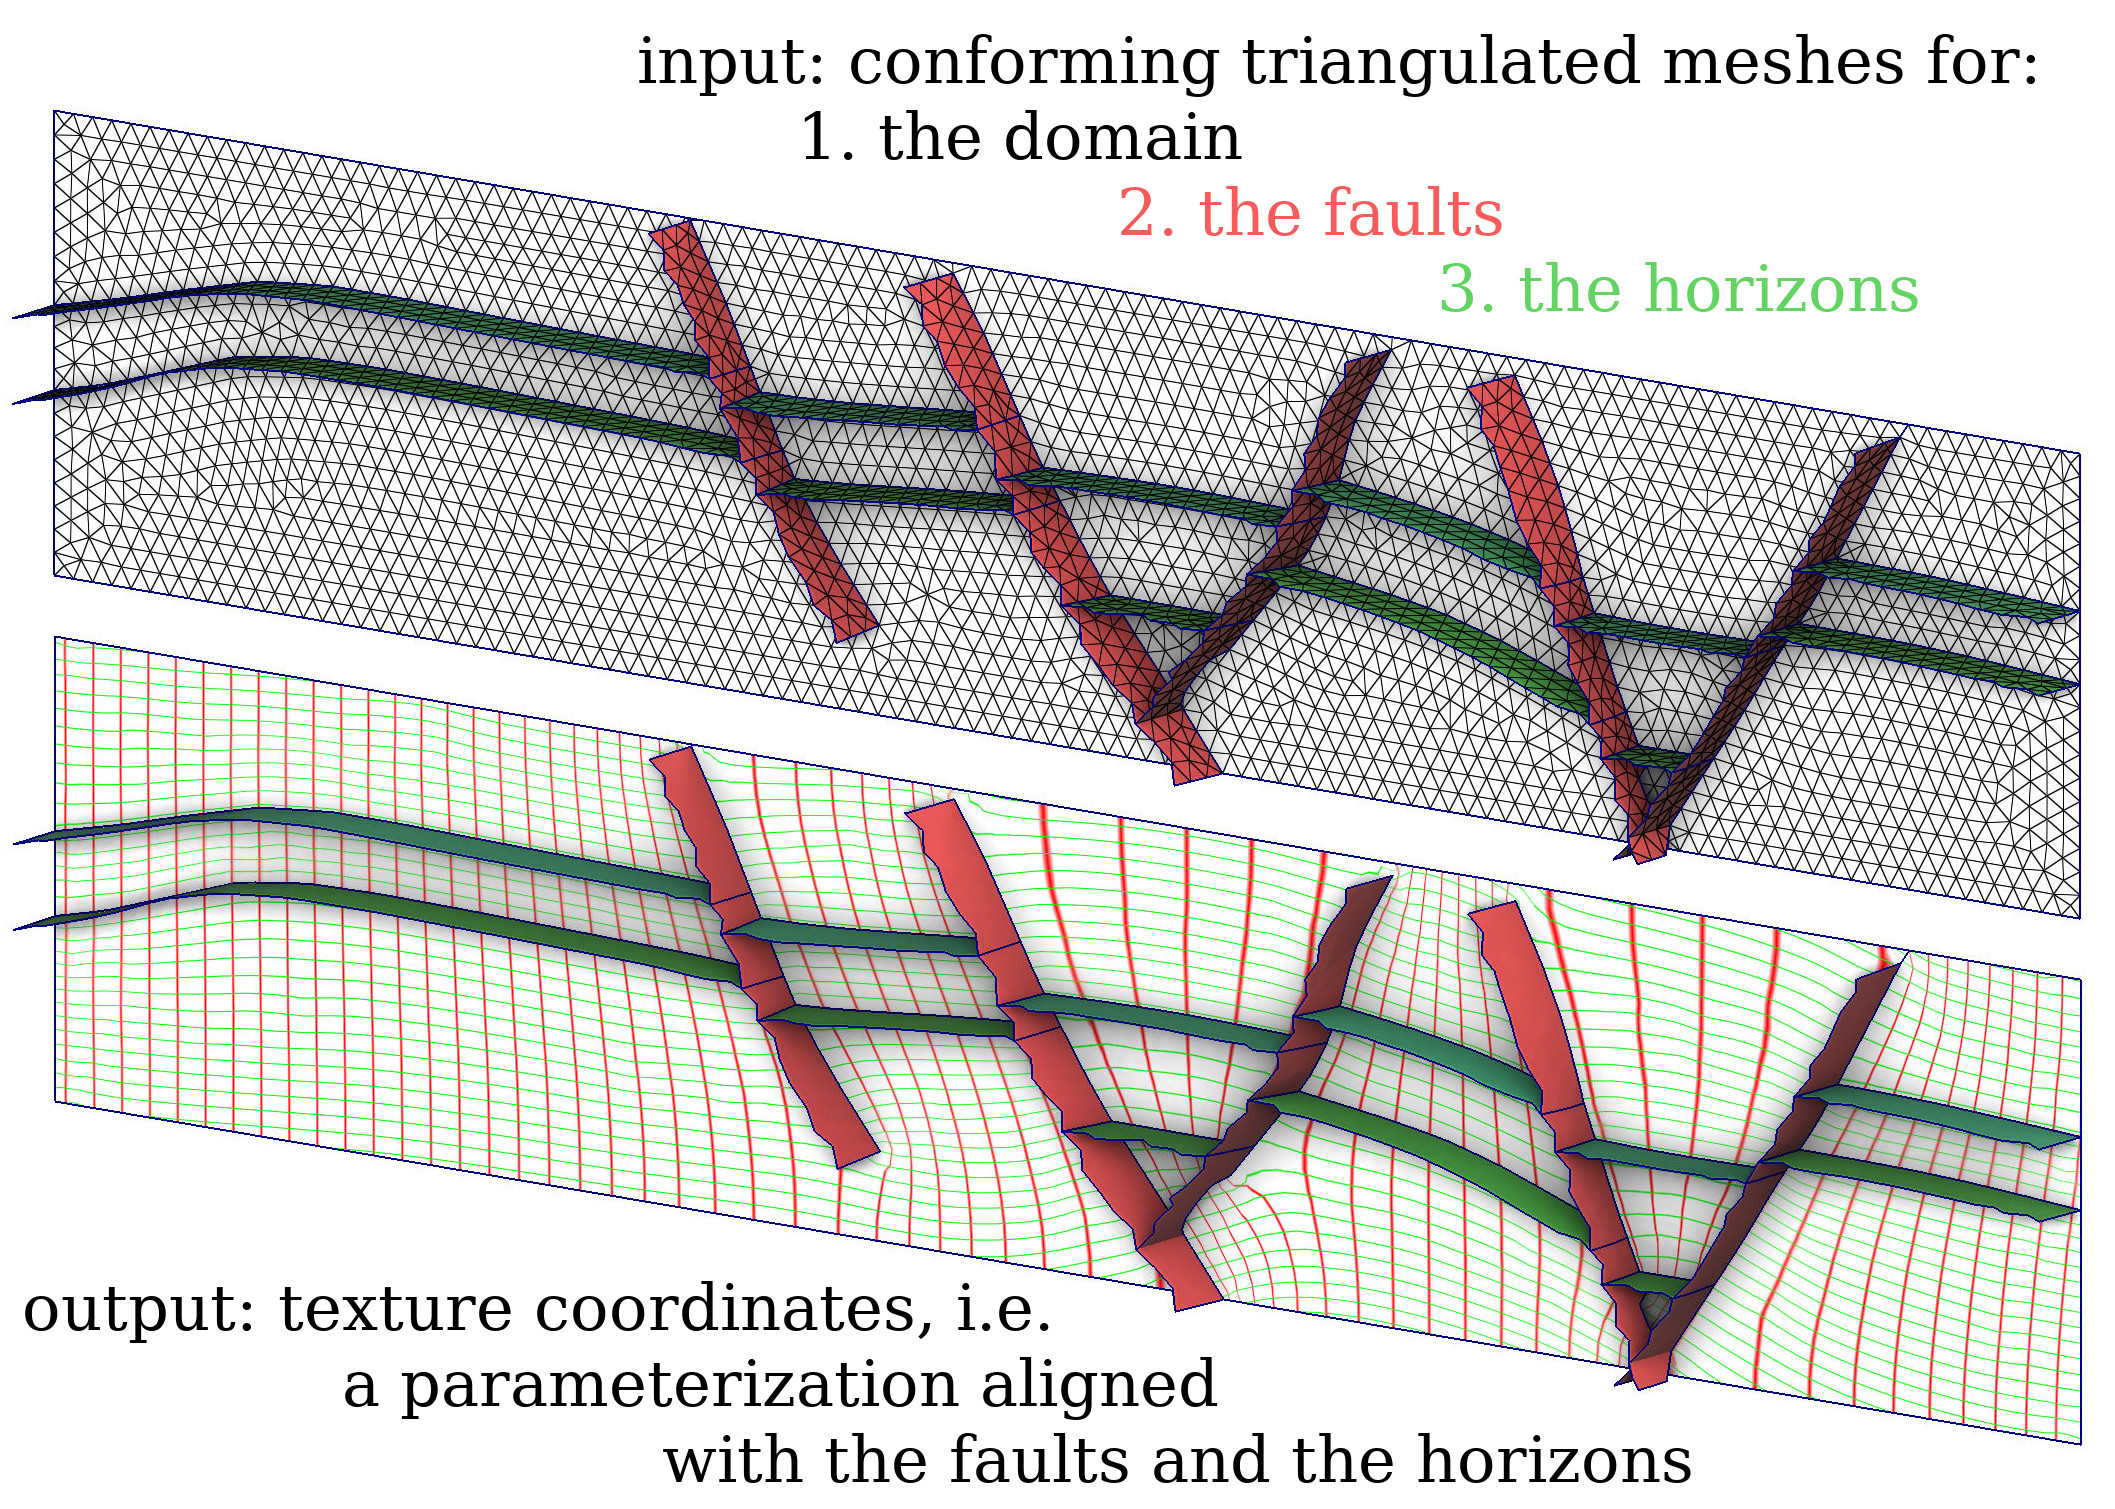 input: conforming triangulated meshes for:
1. the domain
2. the faults
3. the horizons
output: texture coordinates, i.e.
a parameterization aligned
with the faults and the horizons